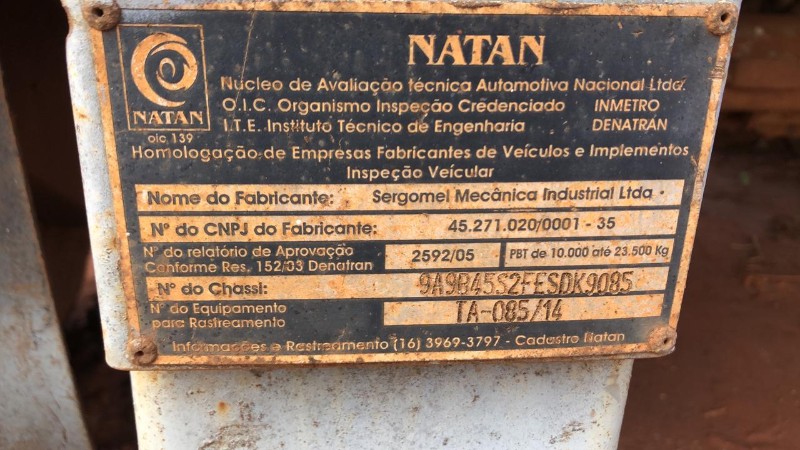 NATAN
Núcleo de Avaliação técnica Automotiva Nacional Ltda.
O.I.C. Organismo Inspeção Credenciado INMETRO
NATAN
I.T.E. Instituto Técnico de Engenharia DENATRAN
oic 139
Homologação de Empresas Fabricantes de Veículos e Implementos
Inspeção Veicular
Nome do Fabricante: Sergomel Mecânica Industrial Ltda
Nº do CNPJ do Fabricante: 45.271.020/0001 - 35
Nº do relatório de Aprovação
Conforme Res. 152/03 Denatran
2592/05
PBT de 10.000 até 23.500 Kg
Nº do Chassi: 9A9B45S2FESDK9085
Nº do Equipamento
para Rastreamento
TA-085/14
Informações e Rastreamento (16) 3969-3797 - Cadastro Natan